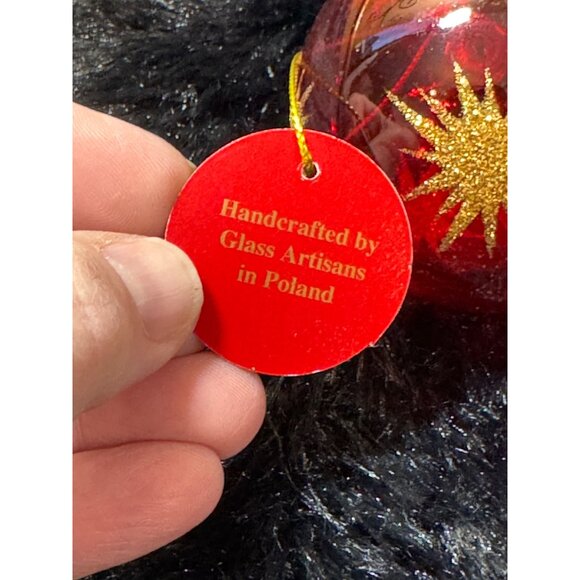 Handcrafted by
Glass Artisans
in Poland